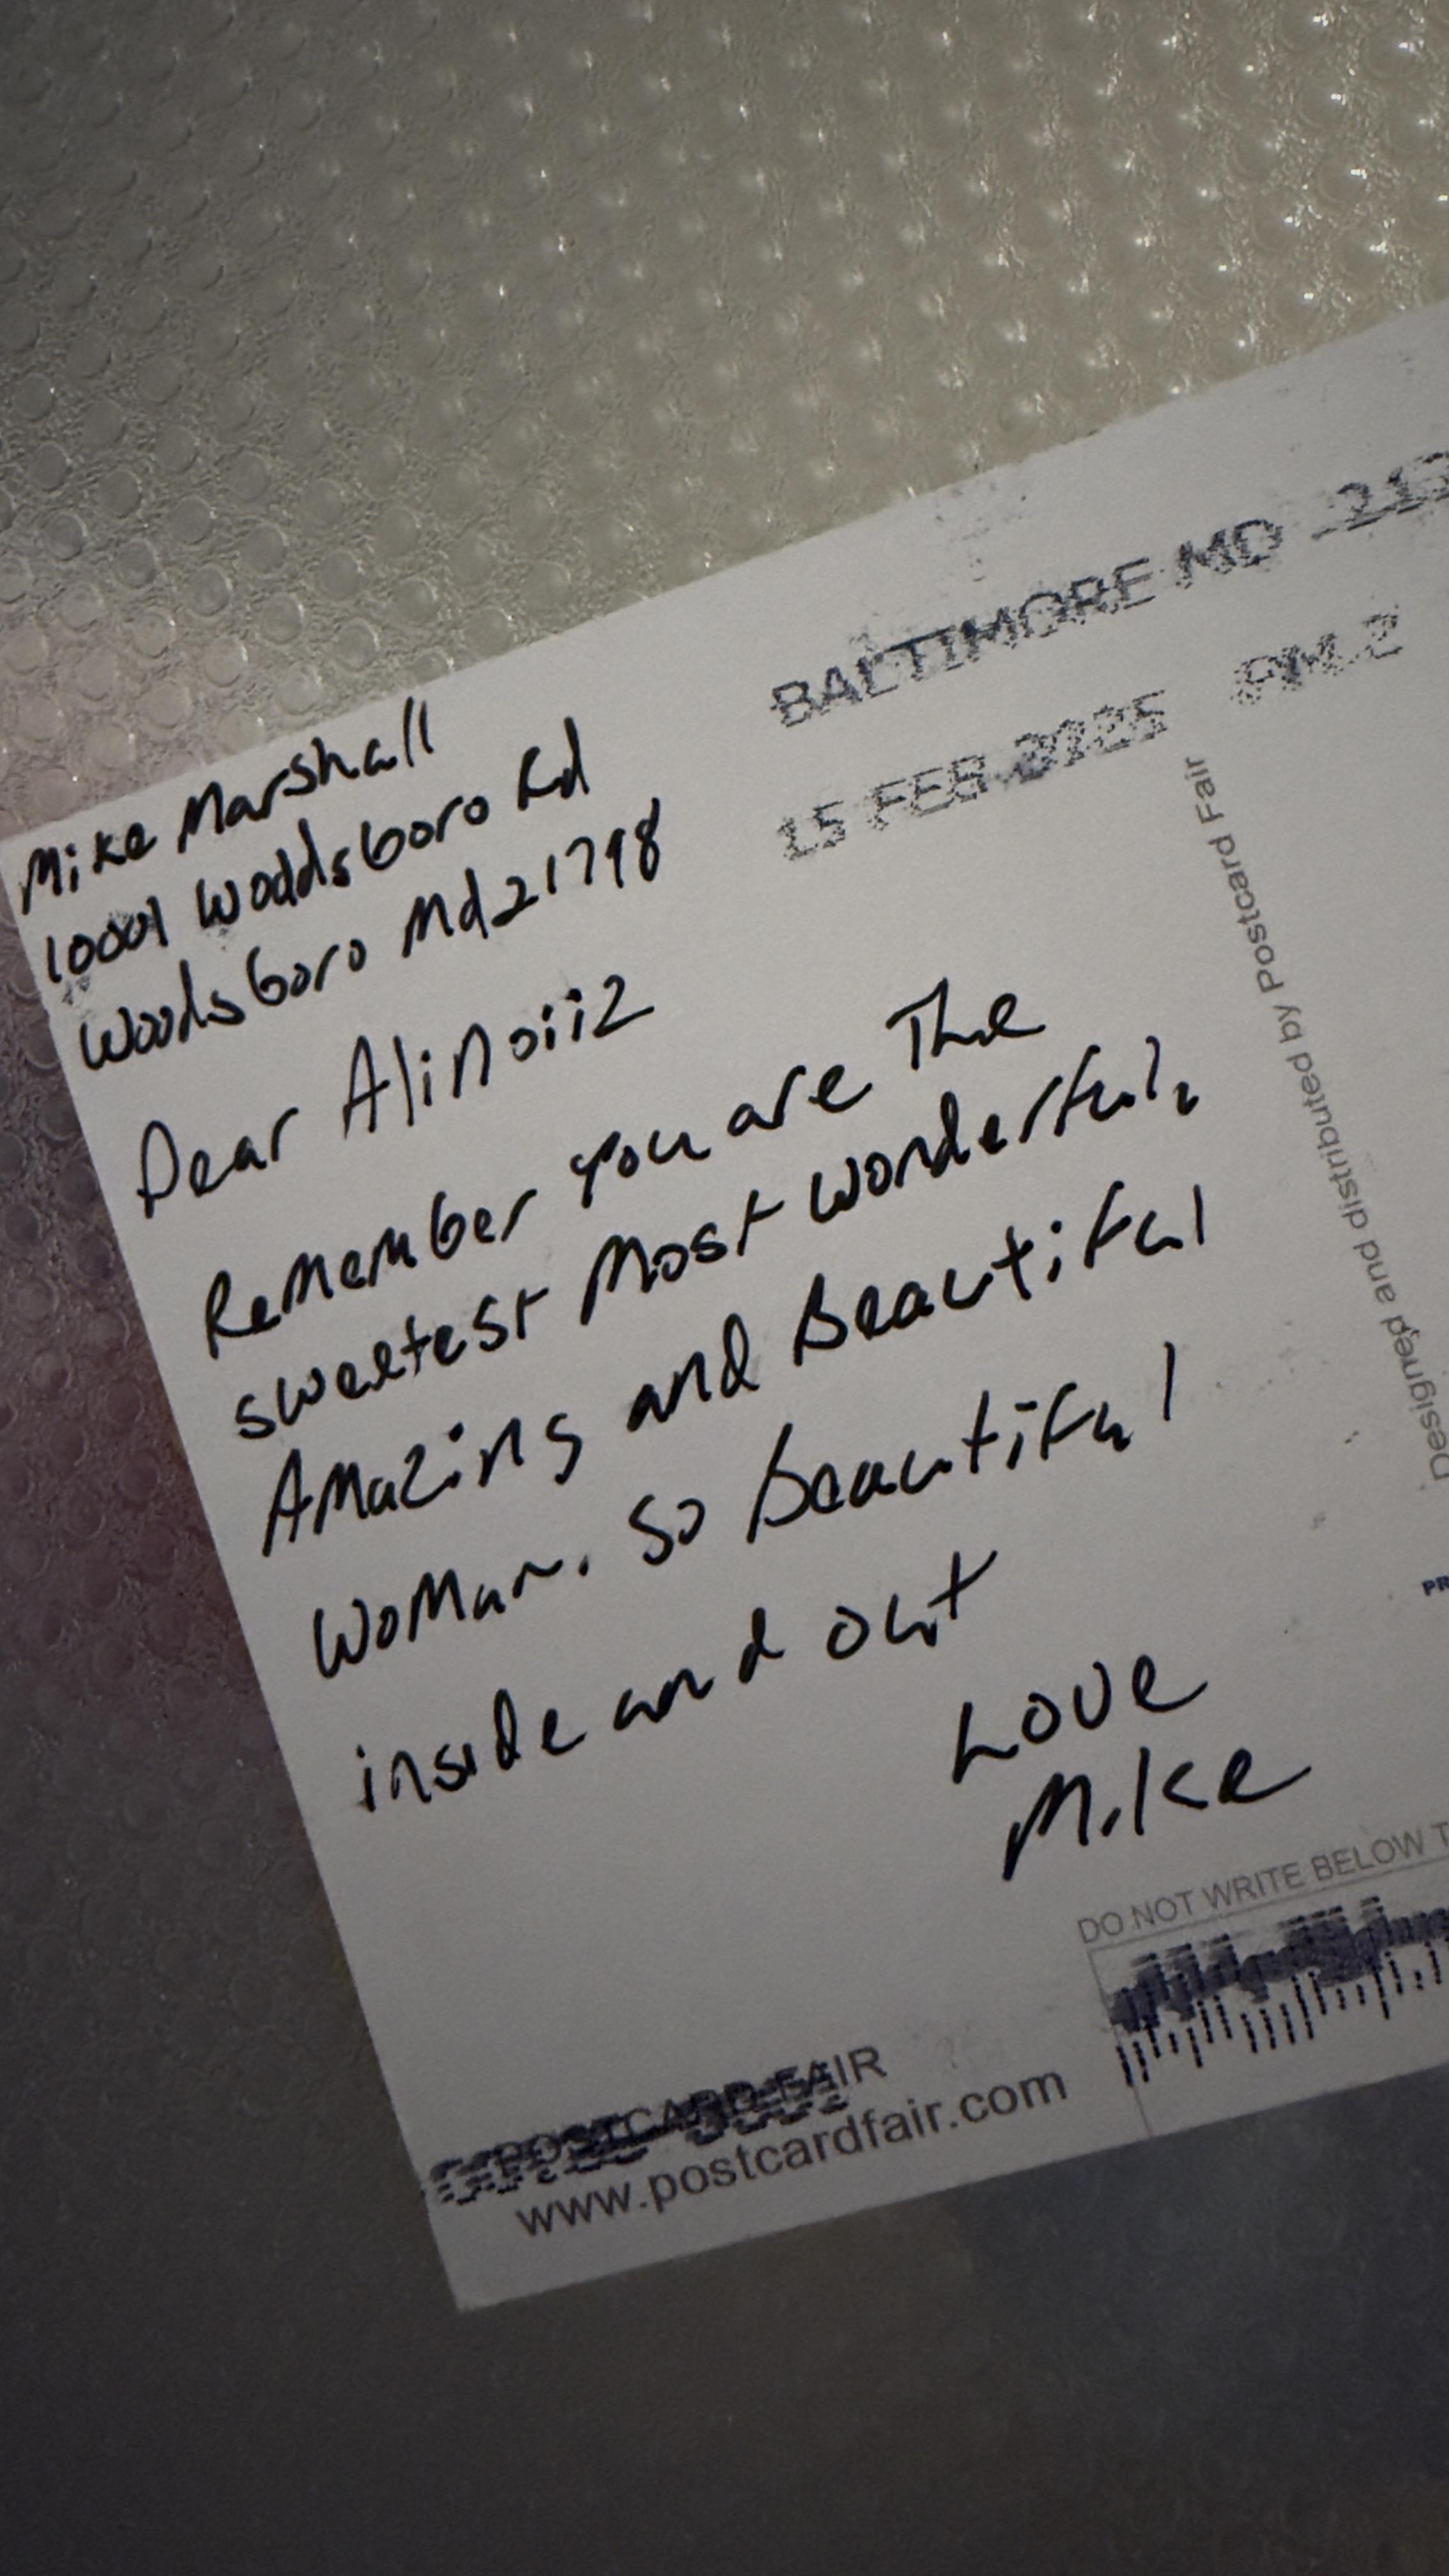 Mike Marshall
10001 Woodsboro Rd
Woodsboro Md 21798
BALTIMORE MD
15 FEB 2025 PM 2
Dear Alinoiiz
Remember you are The
sweetest Most wonderful,
Amazing and Beautiful
Woman. So Beautiful
inside and out
Love
Mike
Designed and distributed by Postcard Fair
PR
DO NOT WRITE BELOW T
POSTCARD FAIR
www.postcardfair.com